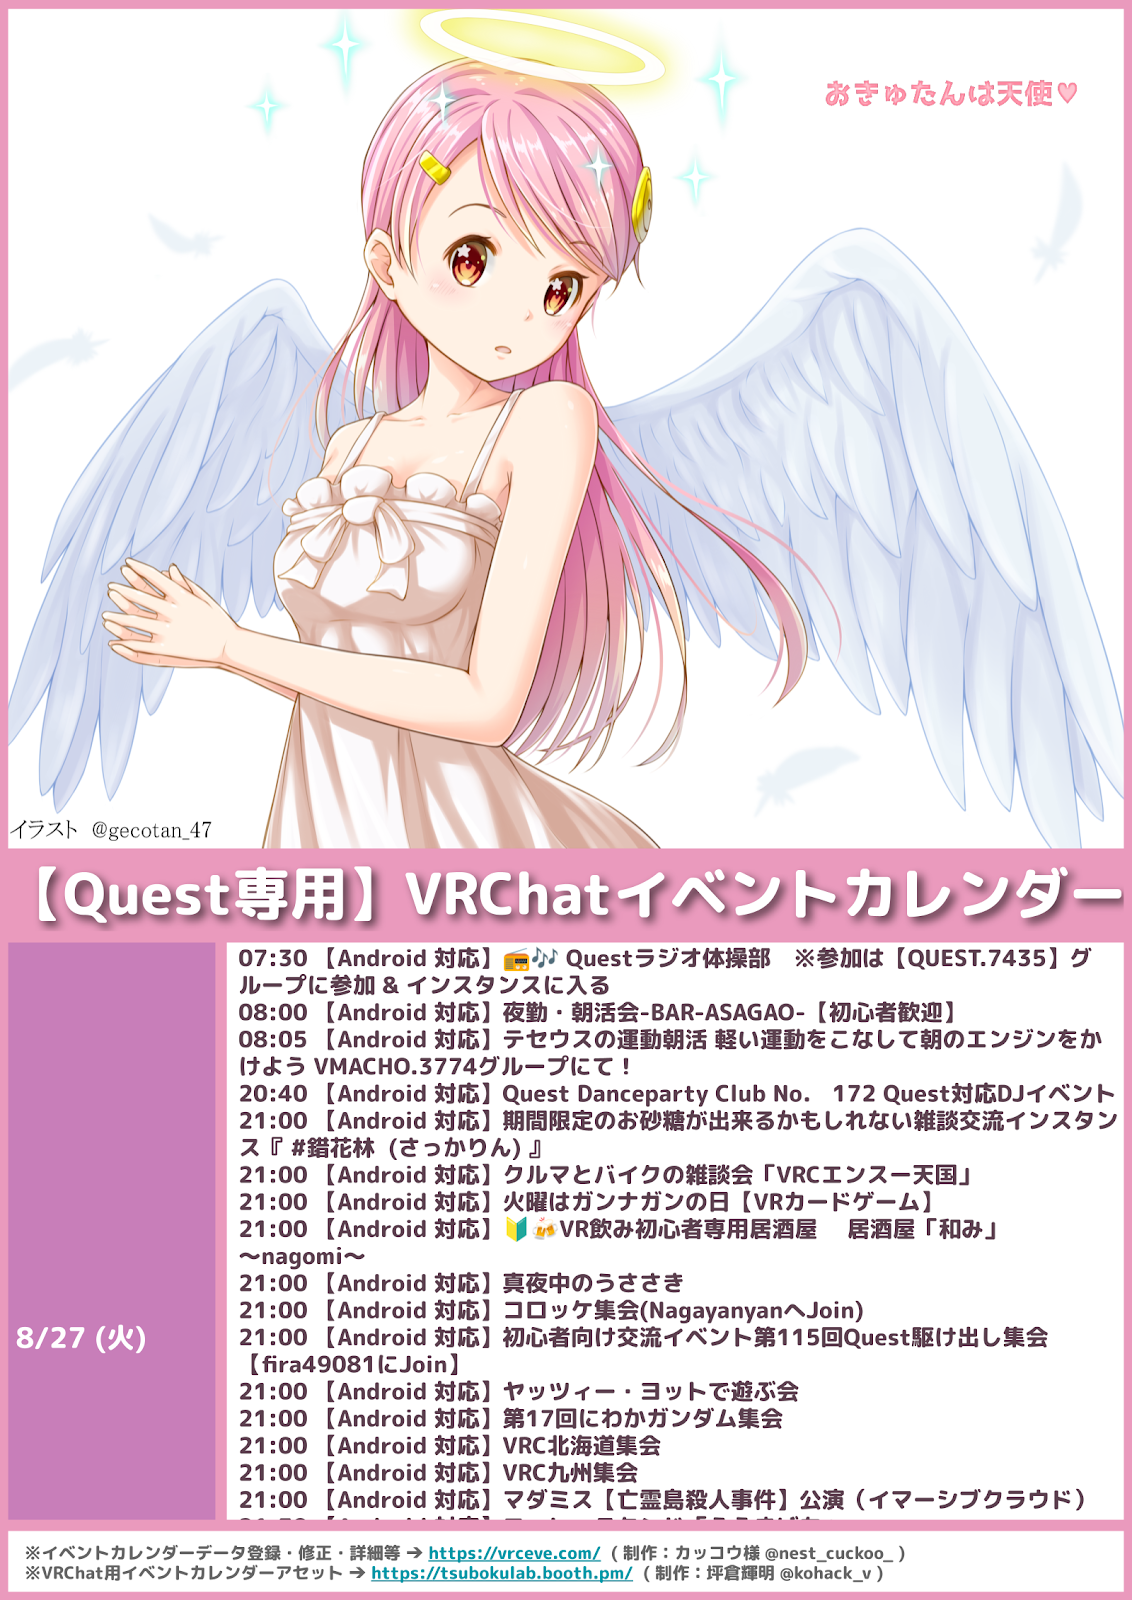 おきゅたんは天使♥
イラスト @gecotan_47
【Quest専用】VRChatイベントカレンダー
8/27 (火)
07:30 【Android 対応】📻🎶 Questラジオ体操部　※参加は【QUEST.7435】グ
ループに参加 & インスタンスに入る
08:00 【Android 対応】夜勤・朝活会-BAR-ASAGAO-【初心者歓迎】
08:05 【Android 対応】テセウスの運動朝活 軽い運動をこなして朝のエンジンをか
けよう VMACHO.3774グループにて！
20:40 【Android 対応】Quest Danceparty Club No.　172 Quest対応DJイベント
21:00 【Android 対応】期間限定のお砂糖が出来るかもしれない雑談交流インスタン
ス『 #錯花林（さっかりん) 』
21:00 【Android 対応】クルマとバイクの雑談会「VRCエンスー天国」
21:00 【Android 対応】火曜はガンナガンの日【VRカードゲーム】
21:00 【Android 対応】🔰🍻VR飲み初心者専用居酒屋　 居酒屋「和み」
～nagomi～
21:00 【Android 対応】真夜中のうささき
21:00 【Android 対応】コロッケ集会(NagayanyanへJoin)
21:00 【Android 対応】初心者向け交流イベント第115回Quest駆け出し集会
【fira49081にJoin】
21:00 【Android 対応】ヤッツィー・ヨットで遊ぶ会
21:00 【Android 対応】第17回にわかガンダム集会
21:00 【Android 対応】VRC北海道集会
21:00 【Android 対応】VRC九州集会
21:00 【Android 対応】マダミス【亡霊島殺人事件】公演（イマーシブクラウド）
※イベントカレンダーデータ登録・修正・詳細等 ➔ https://vrceve.com/ （ 制作：カッコウ様 @nest_cuckoo_ ）
※VRChat用イベントカレンダーアセット ➔ https://tsubokulab.booth.pm/ （ 制作：坪倉輝明 @kohack_v ）